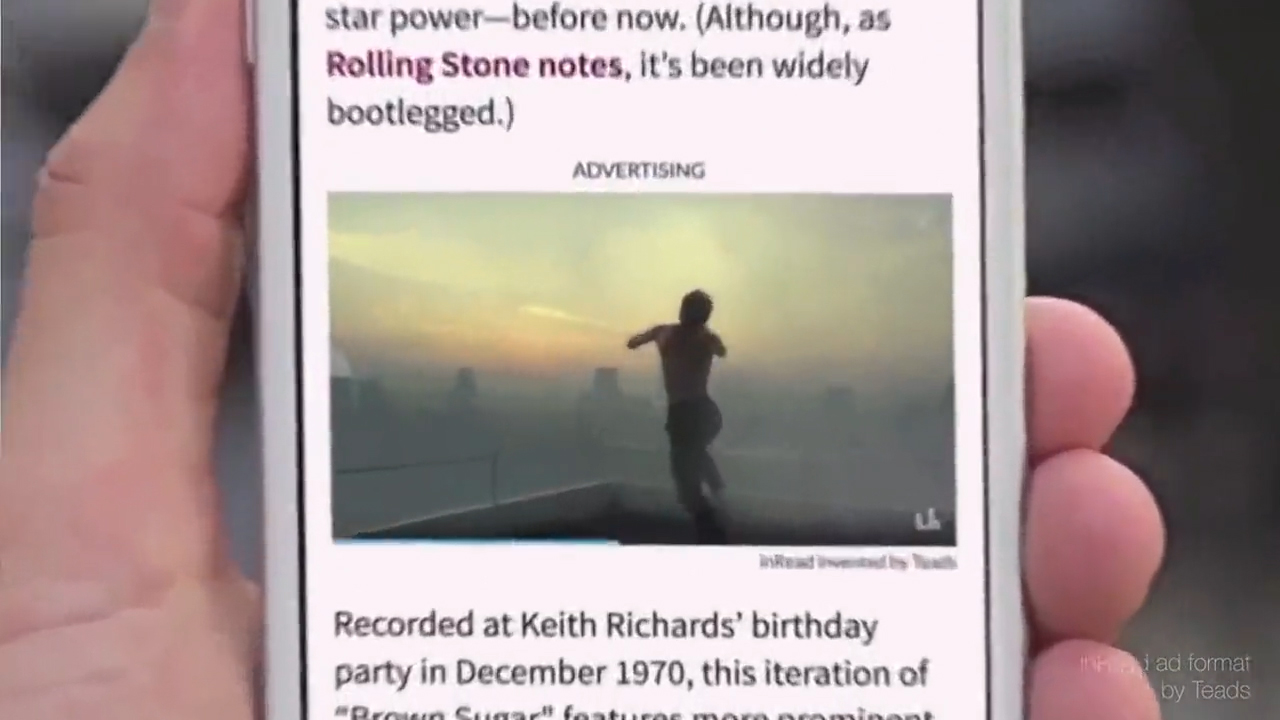 star power—before now. (Although, as
Rolling Stone notes, it's been widely
bootlegged.)
ADVERTISING
inRead invented by Teads
Recorded at Keith Richards' birthday
party in December 1970, this iteration of
"Brown Sugar" features more prominent
inRead ad format
by Teads